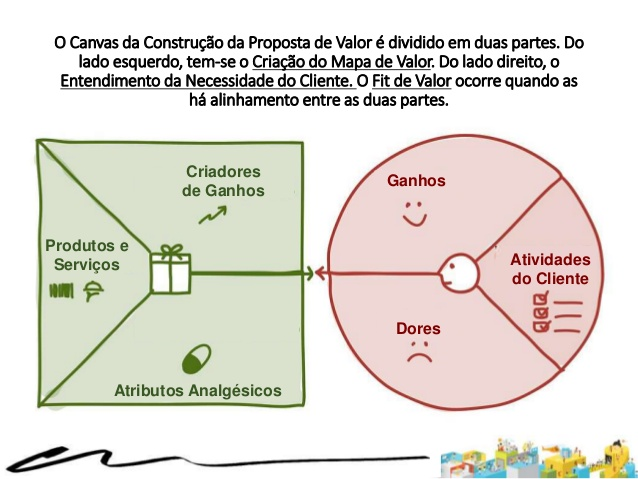 O Canvas da Construção da Proposta de Valor é dividido em duas partes. Do
lado esquerdo, tem-se o Criação do Mapa de Valor. Do lado direito, o
Entendimento da Necessidade do Cliente. O Fit de Valor ocorre quando as
há alinhamento entre as duas partes.
Criadores
de Ganhos
Produtos e
Serviços
Atributos Analgésicos
Ganhos
Atividades
do Cliente
Dores